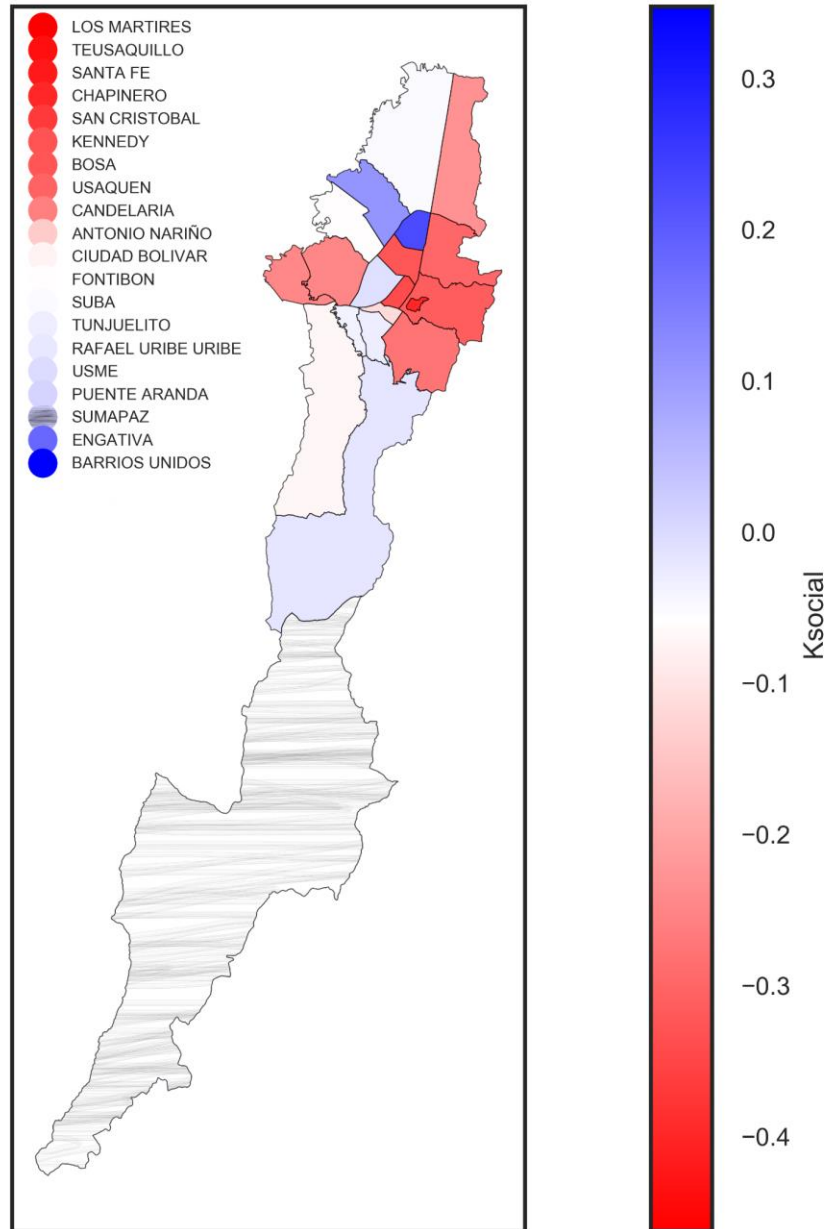 LOS MARTIRES
TEUSAQUILLO
SANTA FE
CHAPINERO
SAN CRISTOBAL
KENNEDY
BOSA
USAQUEN
CANDELARIA
ANTONIO NARIÑO
CIUDAD BOLIVAR
FONTIBON
SUBA
TUNJUELITO
RAFAEL URIBE URIBE
USME
PUENTE ARANDA
SUMAPAZ
ENGATIVA
BARRIOS UNIDOS
0.3
0.2
0.1
0.0
−0.1
−0.2
−0.3
−0.4
Ksocial